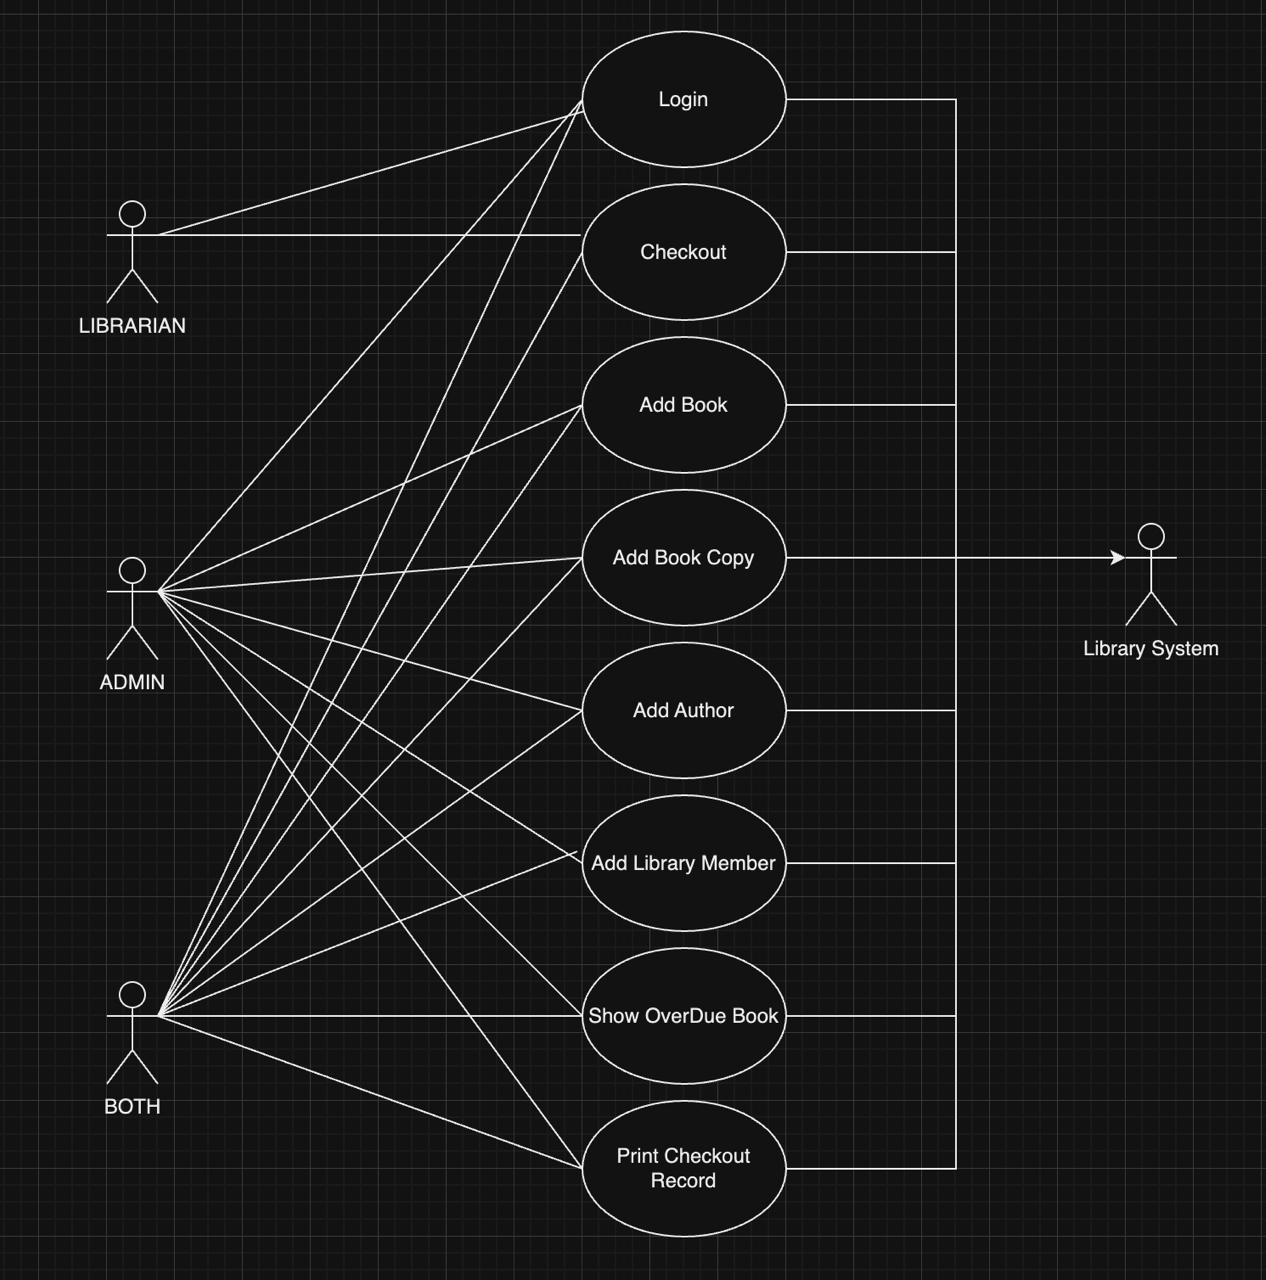 Login
Checkout
LIBRARIAN
Add Book
Add Book Copy
Library System
ADMIN
Add Author
Add Library Member
Show OverDue Book
BOTH
Print Checkout
Record